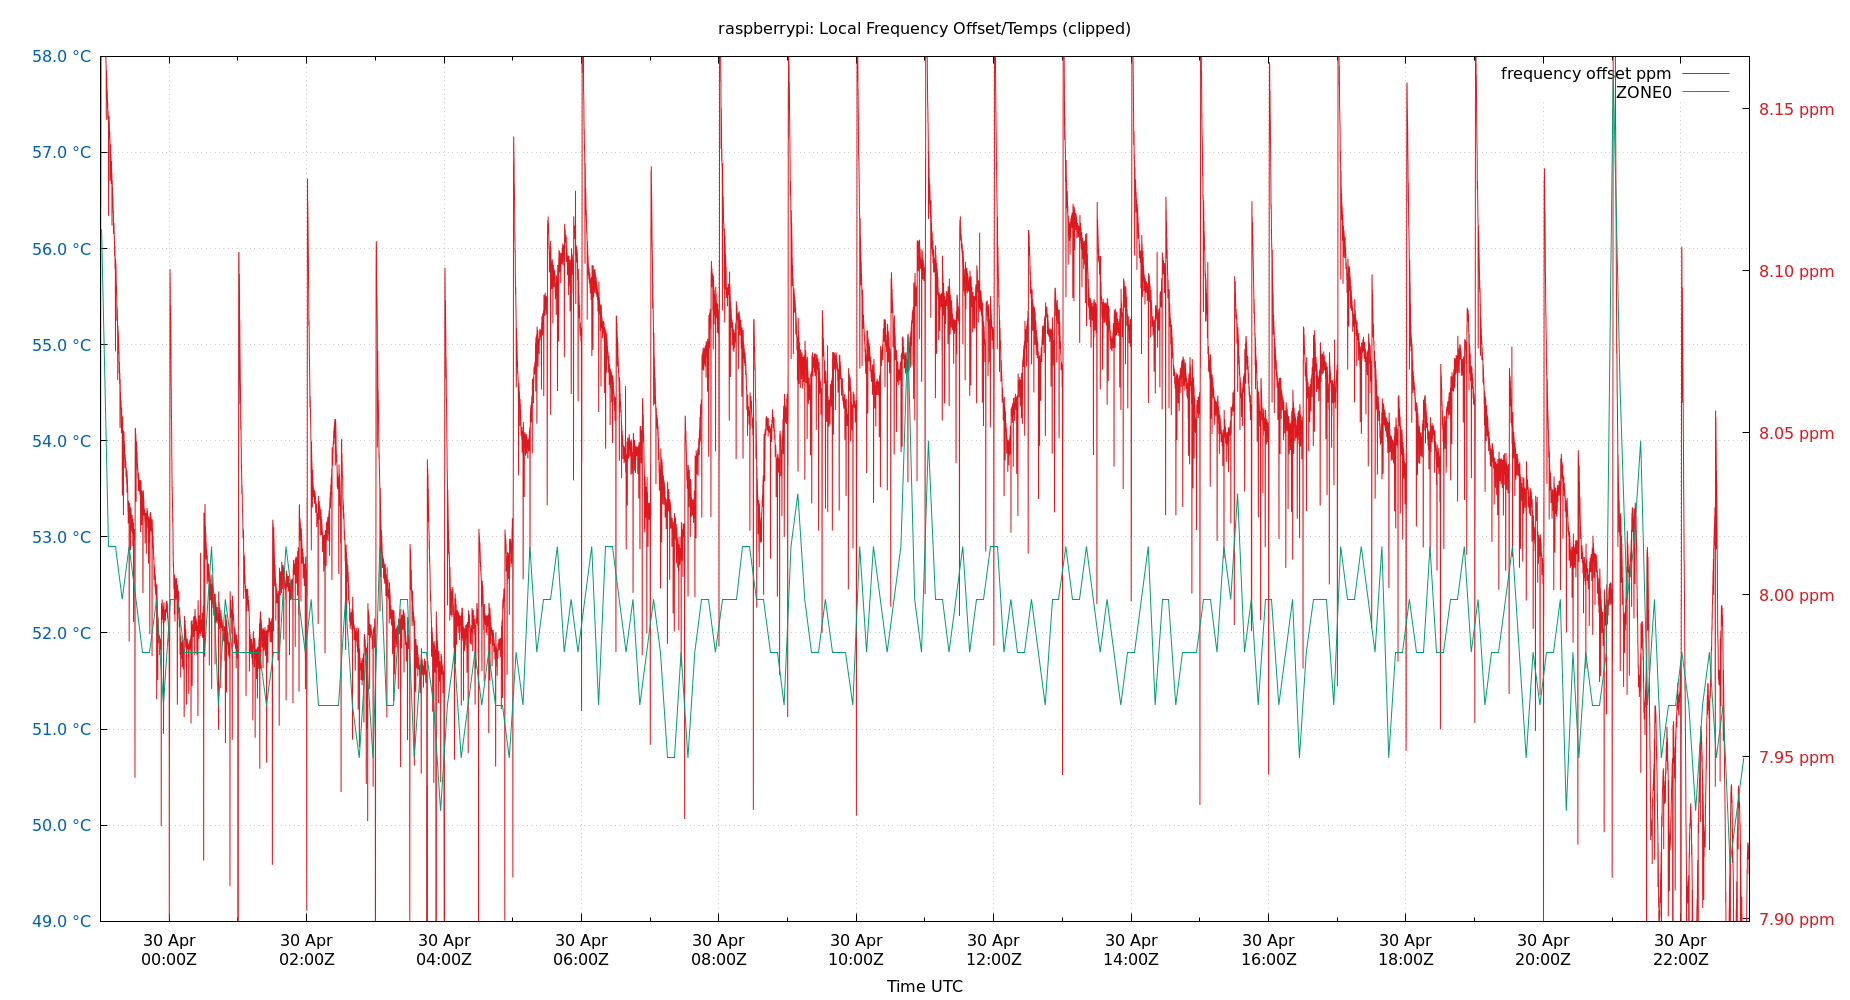 raspberrypi: Local Frequency Offset/Temps (clipped)
58.0 °C
57.0 °C
56.0 °C
55.0 °C
54.0 °C
53.0 °C
52.0 °C
51.0 °C
50.0 °C
49.0 °C
frequency offset ppm
ZONE0
8.15 ppm
8.10 ppm
8.05 ppm
8.00 ppm
7.95 ppm
7.90 ppm
30 Apr
00:00Z
30 Apr
02:00Z
30 Apr
04:00Z
30 Apr
06:00Z
30 Apr
08:00Z
30 Apr
10:00Z
30 Apr
12:00Z
30 Apr
14:00Z
30 Apr
16:00Z
30 Apr
18:00Z
30 Apr
20:00Z
30 Apr
22:00Z
Time UTC